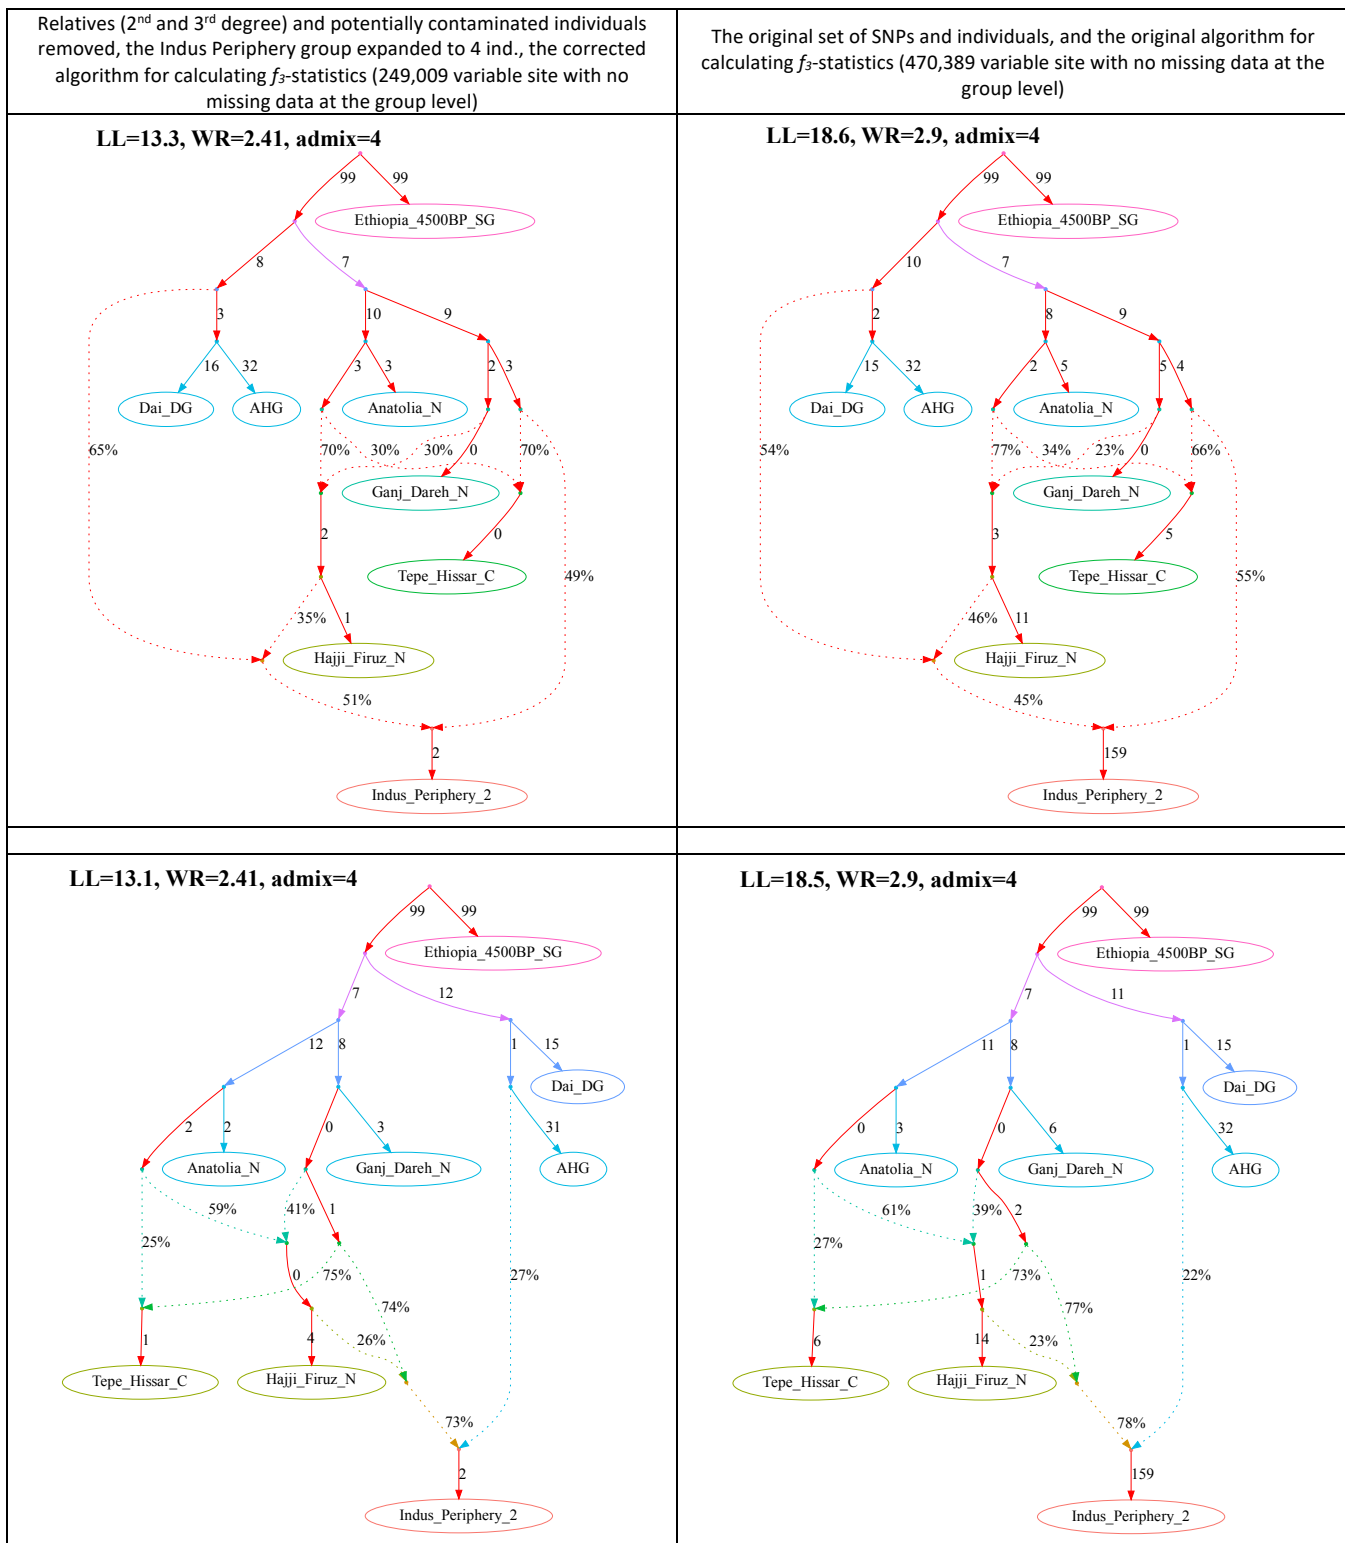 Relatives (2nd and 3rd degree) and potentially contaminated individuals
removed, the Indus Periphery group expanded to 4 ind., the corrected
algorithm for calculating f3-statistics (249,009 variable site with no
missing data at the group level)
The original set of SNPs and individuals, and the original algorithm for
calculating f3-statistics (470,389 variable site with no missing data at the
group level)
LL=13.3, WR=2.41, admix=4
99 99
Ethiopia_4500BP_SG
8 7
3 10 9
16 32 3 3 2 3
Dai_DG AHG Anatolia_N
65% 70% 30% 30% 0 70%
Ganj_Dareh_N
2 0
Tepe_Hissar_C 49%
35% 1
Hajji_Firuz_N
51%
2
Indus_Periphery_2
LL=18.6, WR=2.9, admix=4
99 99
Ethiopia_4500BP_SG
10 7
2 8 9
15 32 2 5 5 4
Dai_DG AHG Anatolia_N
54% 77% 34% 23% 0 66%
Ganj_Dareh_N
3 5
Tepe_Hissar_C 55%
46% 11
Hajji_Firuz_N
45%
159
Indus_Periphery_2
LL=13.1, WR=2.41, admix=4
99 99
Ethiopia_4500BP_SG
7 12
12 8 1 15
Dai_DG
2 2 0 3 31
Anatolia_N Ganj_Dareh_N AHG
59% 41% 1
25% 0 75% 27%
74%
1 4 26%
Tepe_Hissar_C Hajji_Firuz_N
73%
2
Indus_Periphery_2
LL=18.5, WR=2.9, admix=4
99 99
Ethiopia_4500BP_SG
7 11
11 8 1 15
Dai_DG
0 3 0 6 32
Anatolia_N Ganj_Dareh_N AHG
61% 39% 2
27% 1 73% 22%
77%
6 14 23%
Tepe_Hissar_C Hajji_Firuz_N
78%
159
Indus_Periphery_2